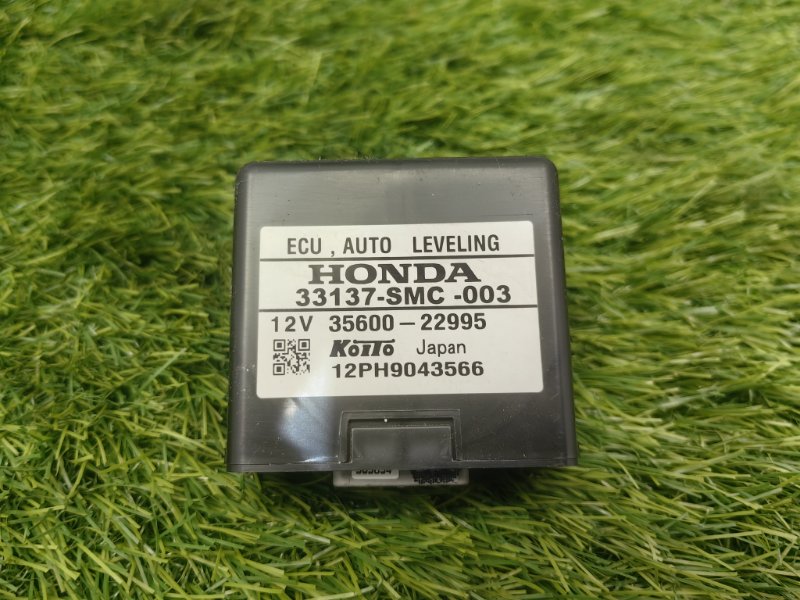 ECU , AUTO LEVELING
HONDA
33137-SMC -003
12V 35600-22995
KOITO Japan
12PH9043566